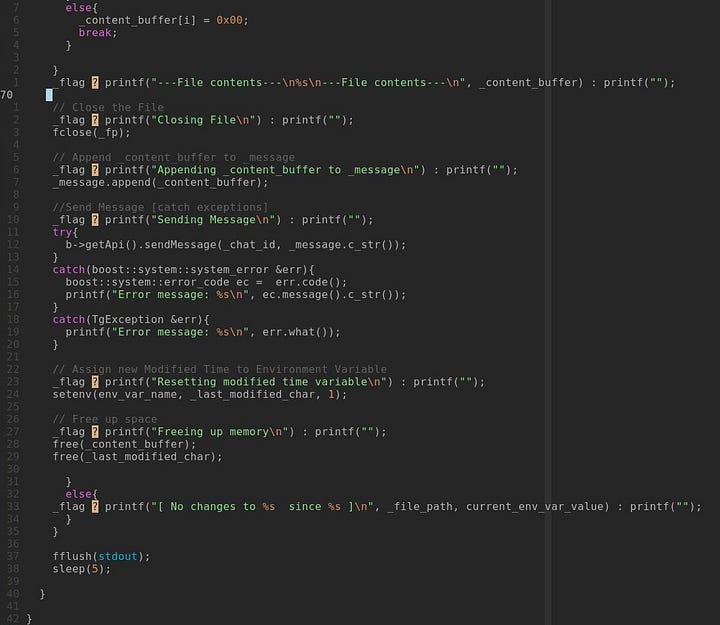 7       else{
6         _content_buffer[i] = 0x00;
5         break;
4       }
3
2     }
1     _flag ? printf("---File contents---\n%s\n---File contents---\n", _content_buffer) : printf("");
70
1     // Close the File
2     _flag ? printf("Closing File\n") : printf("");
3     fclose(_fp);
4
5     // Append _content_buffer to _message
6     _flag ? printf("Appending _content_buffer to _message\n") : printf("");
7     _message.append(_content_buffer);
8
9     //Send Message [catch exceptions]
10    _flag ? printf("Sending Message\n") : printf("");
11    try{
12      b->getApi().sendMessage(_chat_id, _message.c_str());
13    }
14    catch(boost::system::system_error &err){
15      boost::system::error_code ec =  err.code();
16      printf("Error message: %s\n", ec.message().c_str());
17    }
18    catch(TgException &err){
19      printf("Error message: %s\n", err.what());
20    }
21
22    // Assign new Modified Time to Environment Variable
23    _flag ? printf("Resetting modified time variable\n") : printf("");
24    setenv(env_var_name, _last_modified_char, 1);
25
26    // Free up space
27    _flag ? printf("Freeing up memory\n") : printf("");
28    free(_content_buffer);
29    free(_last_modified_char);
30
31      }
32      else{
33    _flag ? printf("[ No changes to %s  since %s ]\n", _file_path, current_env_var_value) : printf("");
34      }
35    }
36
37    fflush(stdout);
38    sleep(5);
39
40  }
41
42 }